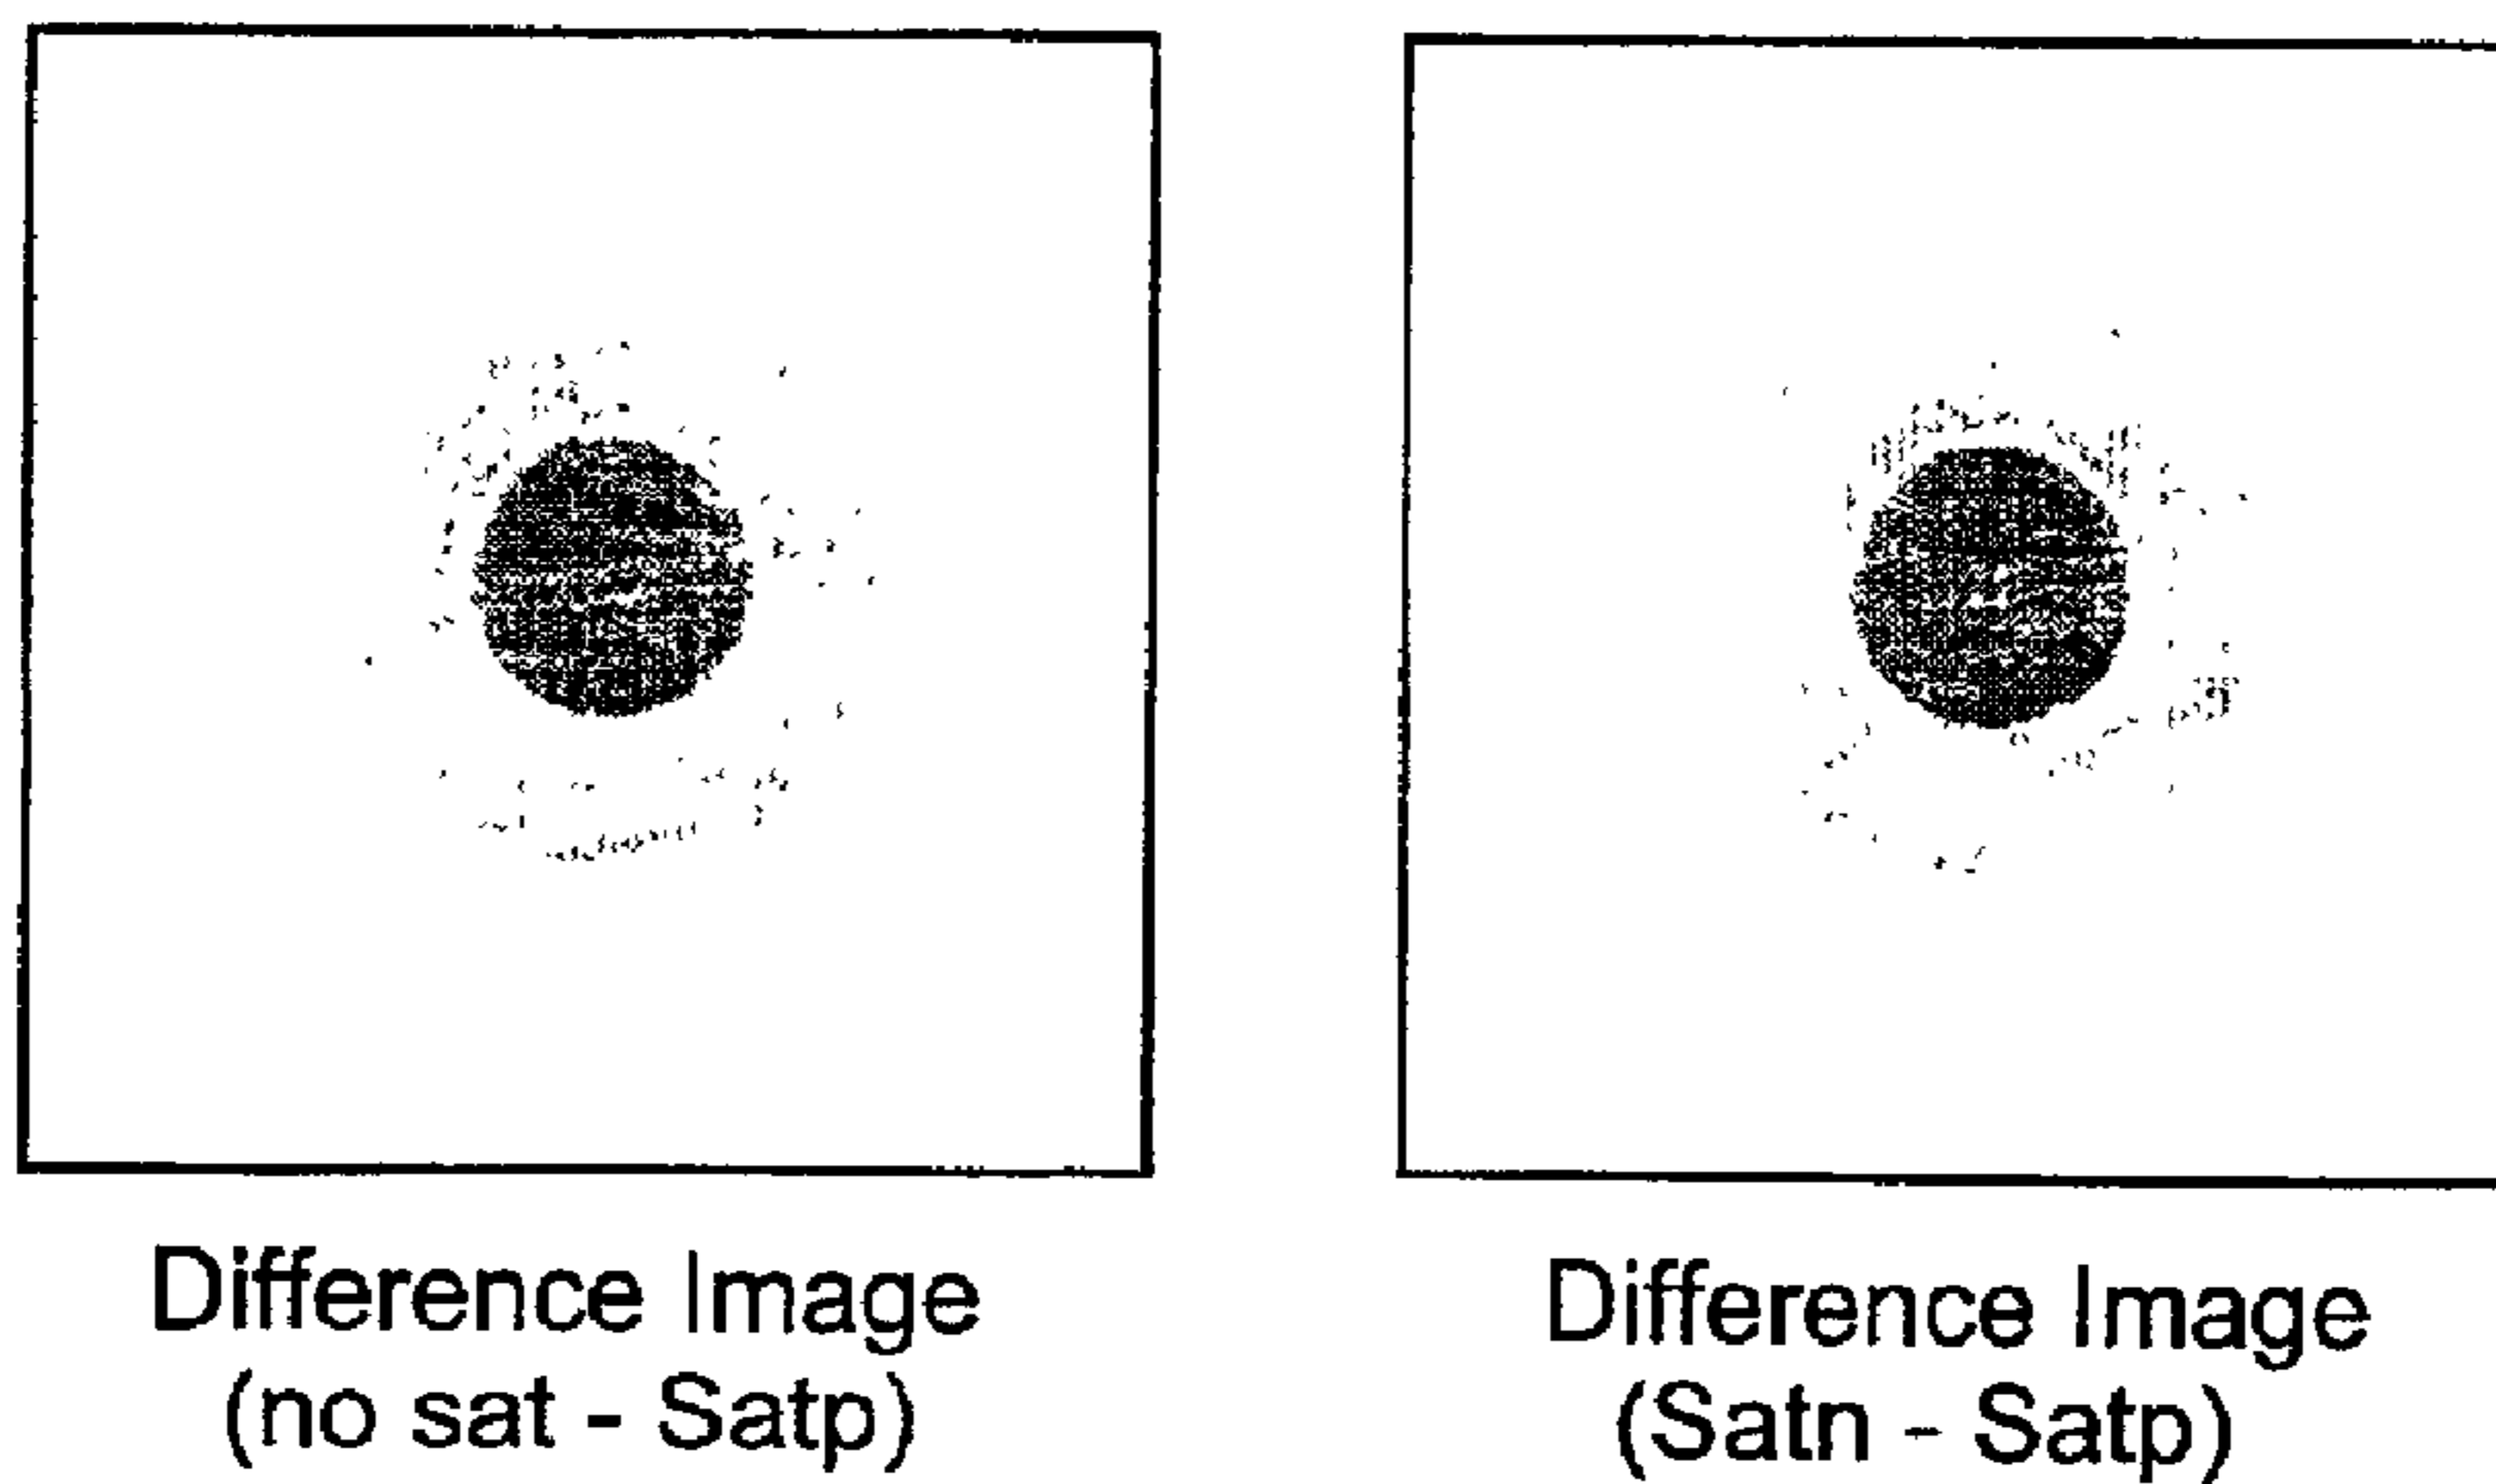 Difference Image
(no sat - Satp)
Difference Image
(Satn - Satp)